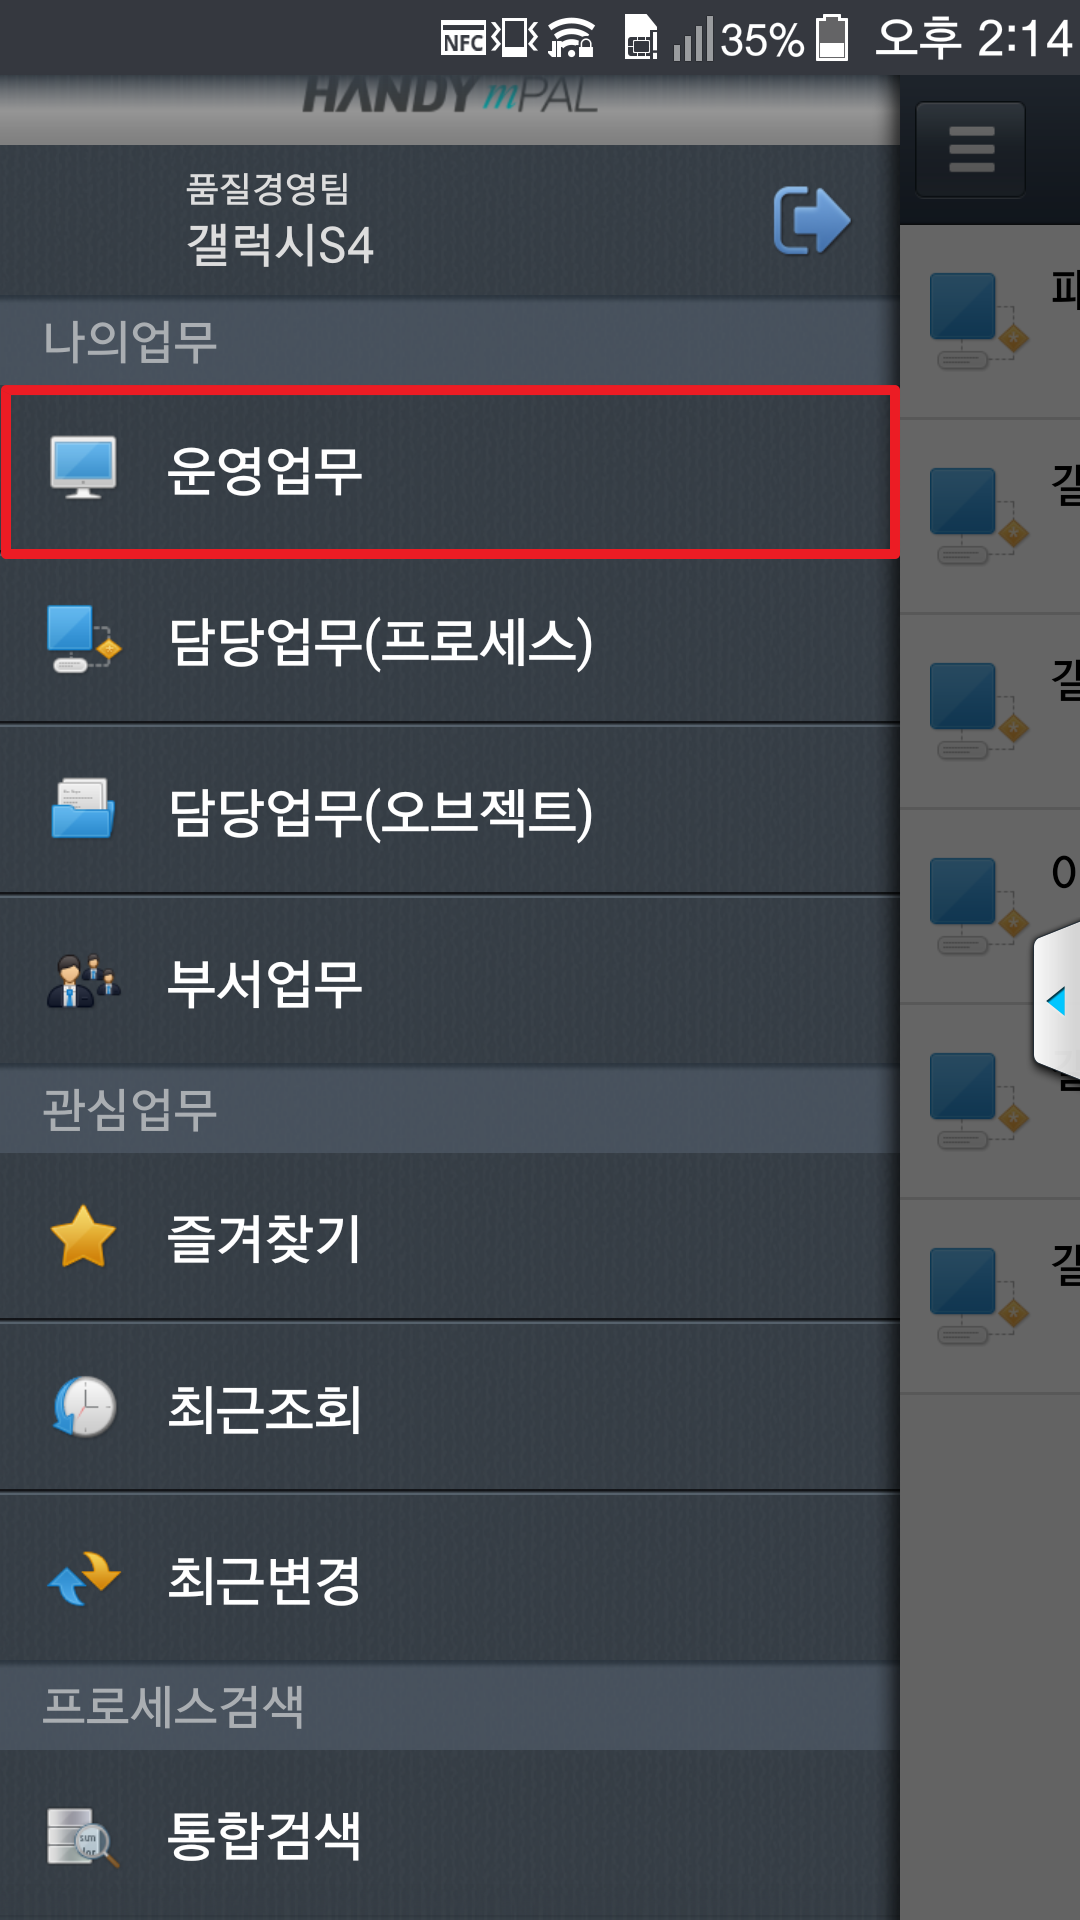 NFC 35% 오후 2:14
HANDY mPAL
품질경영팀
갤럭시S4
나의업무
운영업무
담당업무(프로세스)
담당업무(오브젝트)
부서업무
관심업무
즐겨찾기
최근조회
최근변경
프로세스검색
통합검색